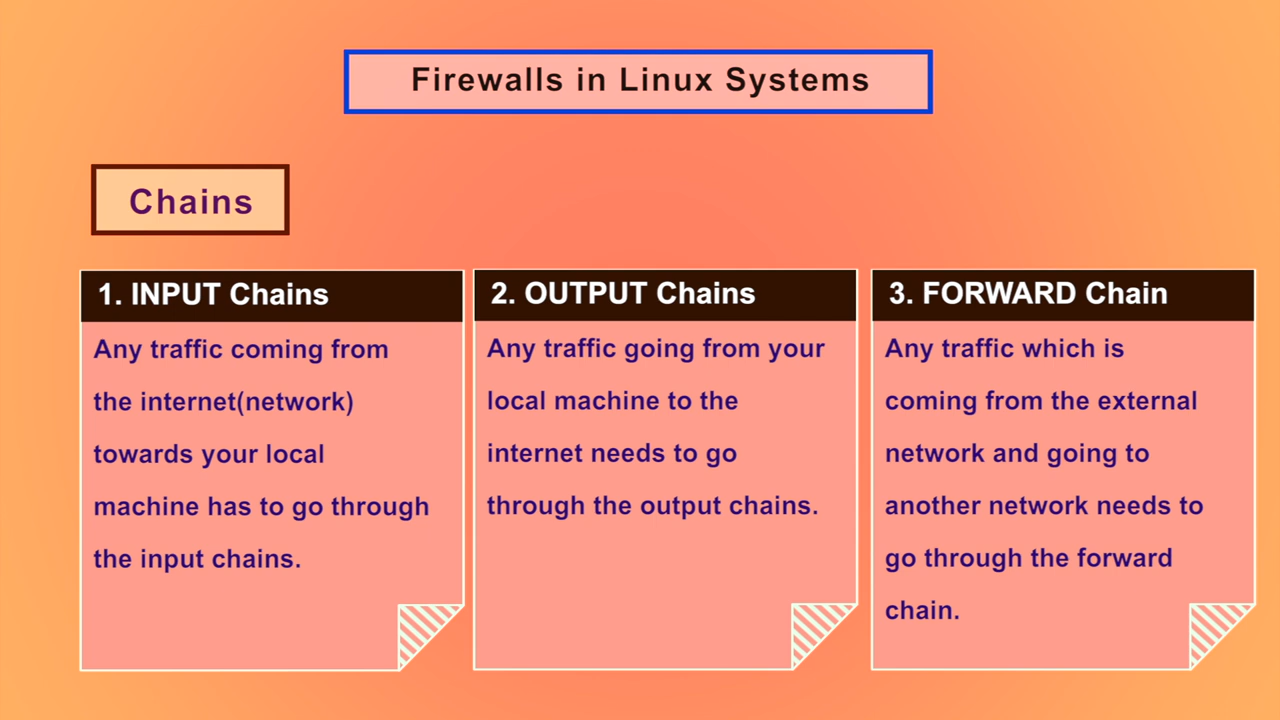 Firewalls in Linux Systems
Chains
1. INPUT Chains
Any traffic coming from
the internet(network)
towards your local
machine has to go through
the input chains.
2. OUTPUT Chains
Any traffic going from your
local machine to the
internet needs to go
through the output chains.
3. FORWARD Chain
Any traffic which is
coming from the external
network and going to
another network needs to
go through the forward
chain.